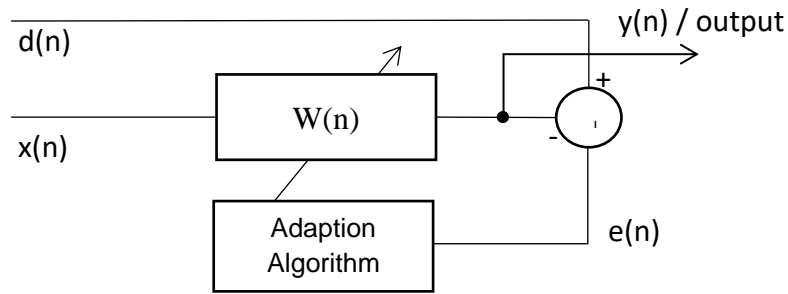 d(n)
y(n) / output
W(n)
+
-
x(n)
Adaption
Algorithm
e(n)